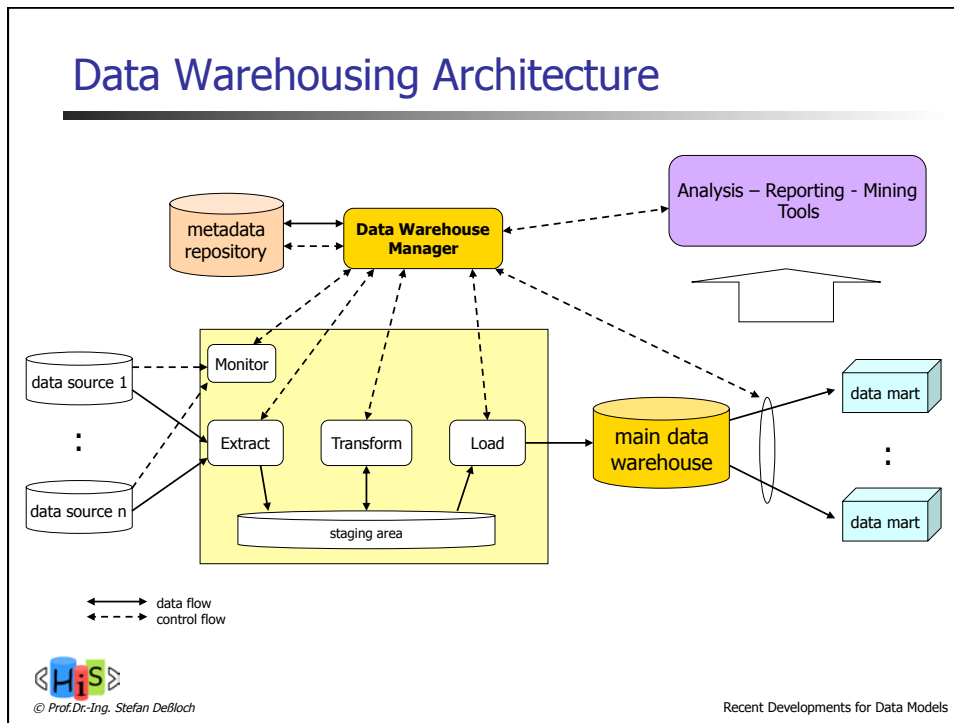 Data Warehousing Architecture
Analysis – Reporting - Mining
Tools
metadata
repository
Data Warehouse
Manager
Monitor
data source 1
:
data source n
Extract
Transform
Load
staging area
main data
warehouse
data mart
:
data mart
data flow
control flow
<HiS>
© Prof.Dr.-Ing. Stefan Deßloch
Recent Developments for Data Models